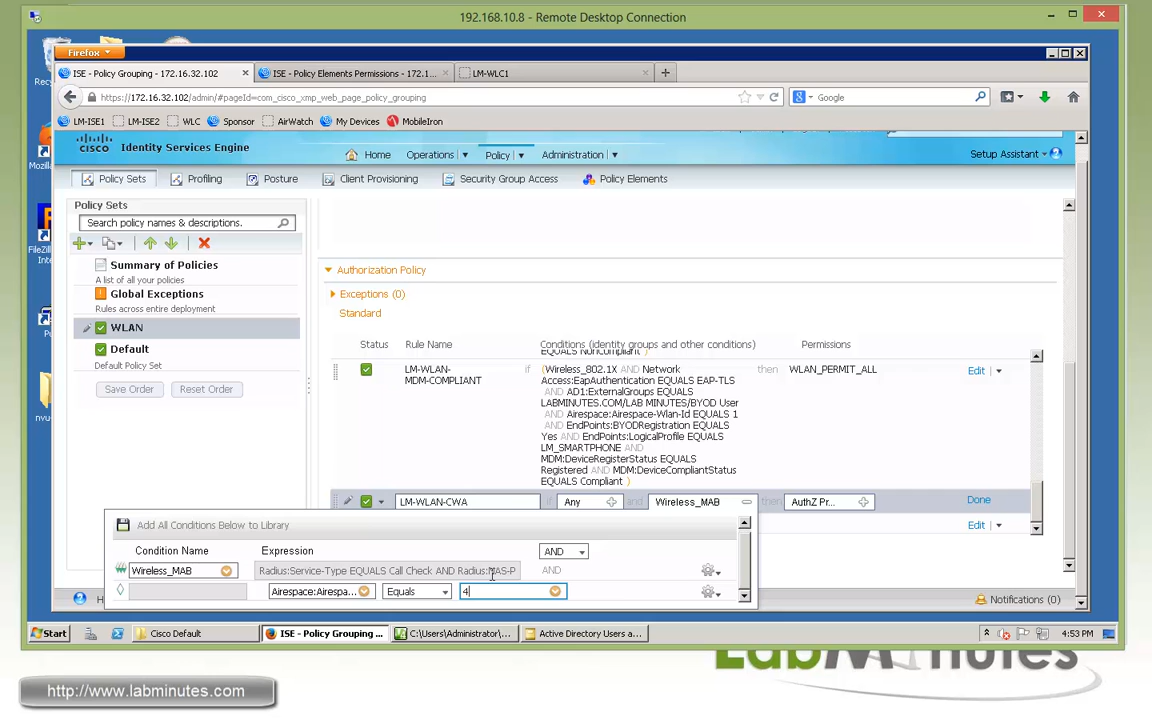 192.168.10.8 - Remote Desktop Connection
Recy
Firefox
ISE - Policy Grouping - 172.16.32.102
ISE - Policy Elements Permissions - 172.1...
LM-WLC1
https://172.16.32.102/admin/#pageId=com_cisco_xmp_web_page_policy_grouping
Google
LM-ISE1
LM-ISE2
WLC
Sponsor
AirWatch
My Devices
MobileIron
CISCO
Identity Services Engine
Home
Operations
Policy
Administration
Setup Assistant
Policy Sets
Profiling
Posture
Client Provisioning
Security Group Access
Policy Elements
Policy Sets
Search policy names & descriptions.
Summary of Policies
A list of all your policies
Global Exceptions
Rules across entire deployment
WLAN
Default
Default Policy Set
Save Order
Reset Order
Authorization Policy
Exceptions (0)
Standard
Status
Rule Name
Conditions (identity groups and other conditions)
Permissions
EQUALS NonCompliant )
LM-WLAN-
MDM-COMPLIANT
if
(Wireless_802.1X AND Network
Access:EapAuthentication EQUALS EAP-TLS
AND AD1:ExternalGroups EQUALS
LABMINUTES.COM/LAB MINUTES/BYOD User
AND Airespace:Airespace-Wlan-Id EQUALS 1
AND EndPoints:BYODRegistration EQUALS
Yes AND EndPoints:LogicalProfile EQUALS
LM_SMARTPHONE AND
MDM:DeviceRegisterStatus EQUALS
Registered AND MDM:DeviceCompliantStatus
EQUALS Compliant )
then
WLAN_PERMIT_ALL
Edit
LM-WLAN-CWA
if
Any
and
Wireless_MAB
then
AuthZ Pr...
Done
Edit
Add All Conditions Below to Library
Condition Name
Expression
AND
Wireless_MAB
Radius:Service-Type EQUALS Call Check AND Radius:NAS-P
AND
Airespace:Airespa...
Equals
4
Notifications (0)
Start
Cisco Default
ISE - Policy Grouping ...
C:\Users\Administrator/...
Active Directory Users a...
4:53 PM
Lab Minutes
http://www.labminutes.com